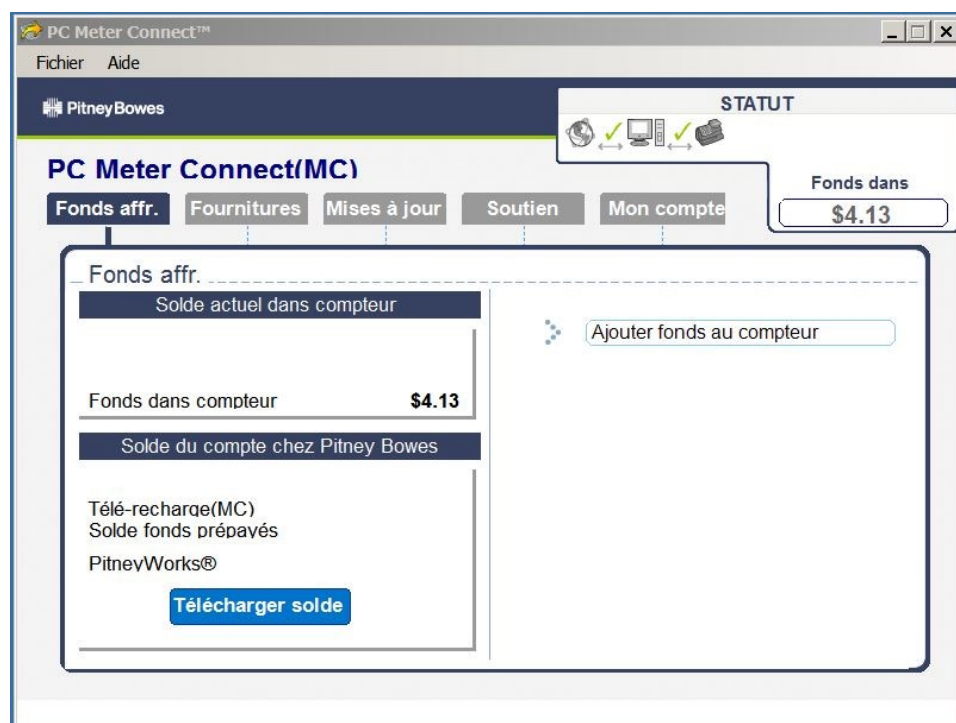 PC Meter Connect™
Fichier Aide
PitneyBowes
STATUT
PC Meter Connect(MC)
Fonds dans
$4.13
Fonds affr. Fournitures Mises à jour Soutien Mon compte
Fonds affr.
Solde actuel dans compteur
Ajouter fonds au compteur
Fonds dans compteur $4.13
Solde du compte chez Pitney Bowes
Télé-recharge(MC)
Solde fonds prépayés
PitneyWorks®
Télécharger solde